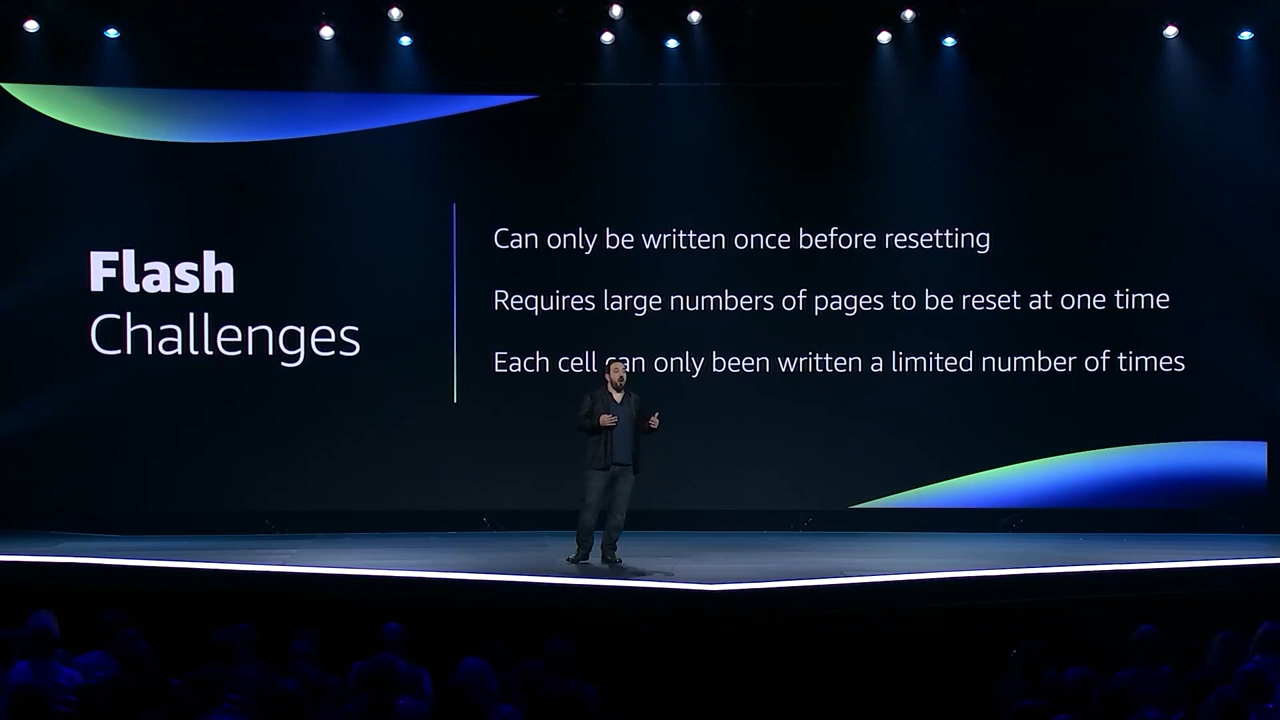 Flash
Challenges
Can only be written once before resetting
Requires large numbers of pages to be reset at one time
Each cell can only been written a limited number of times